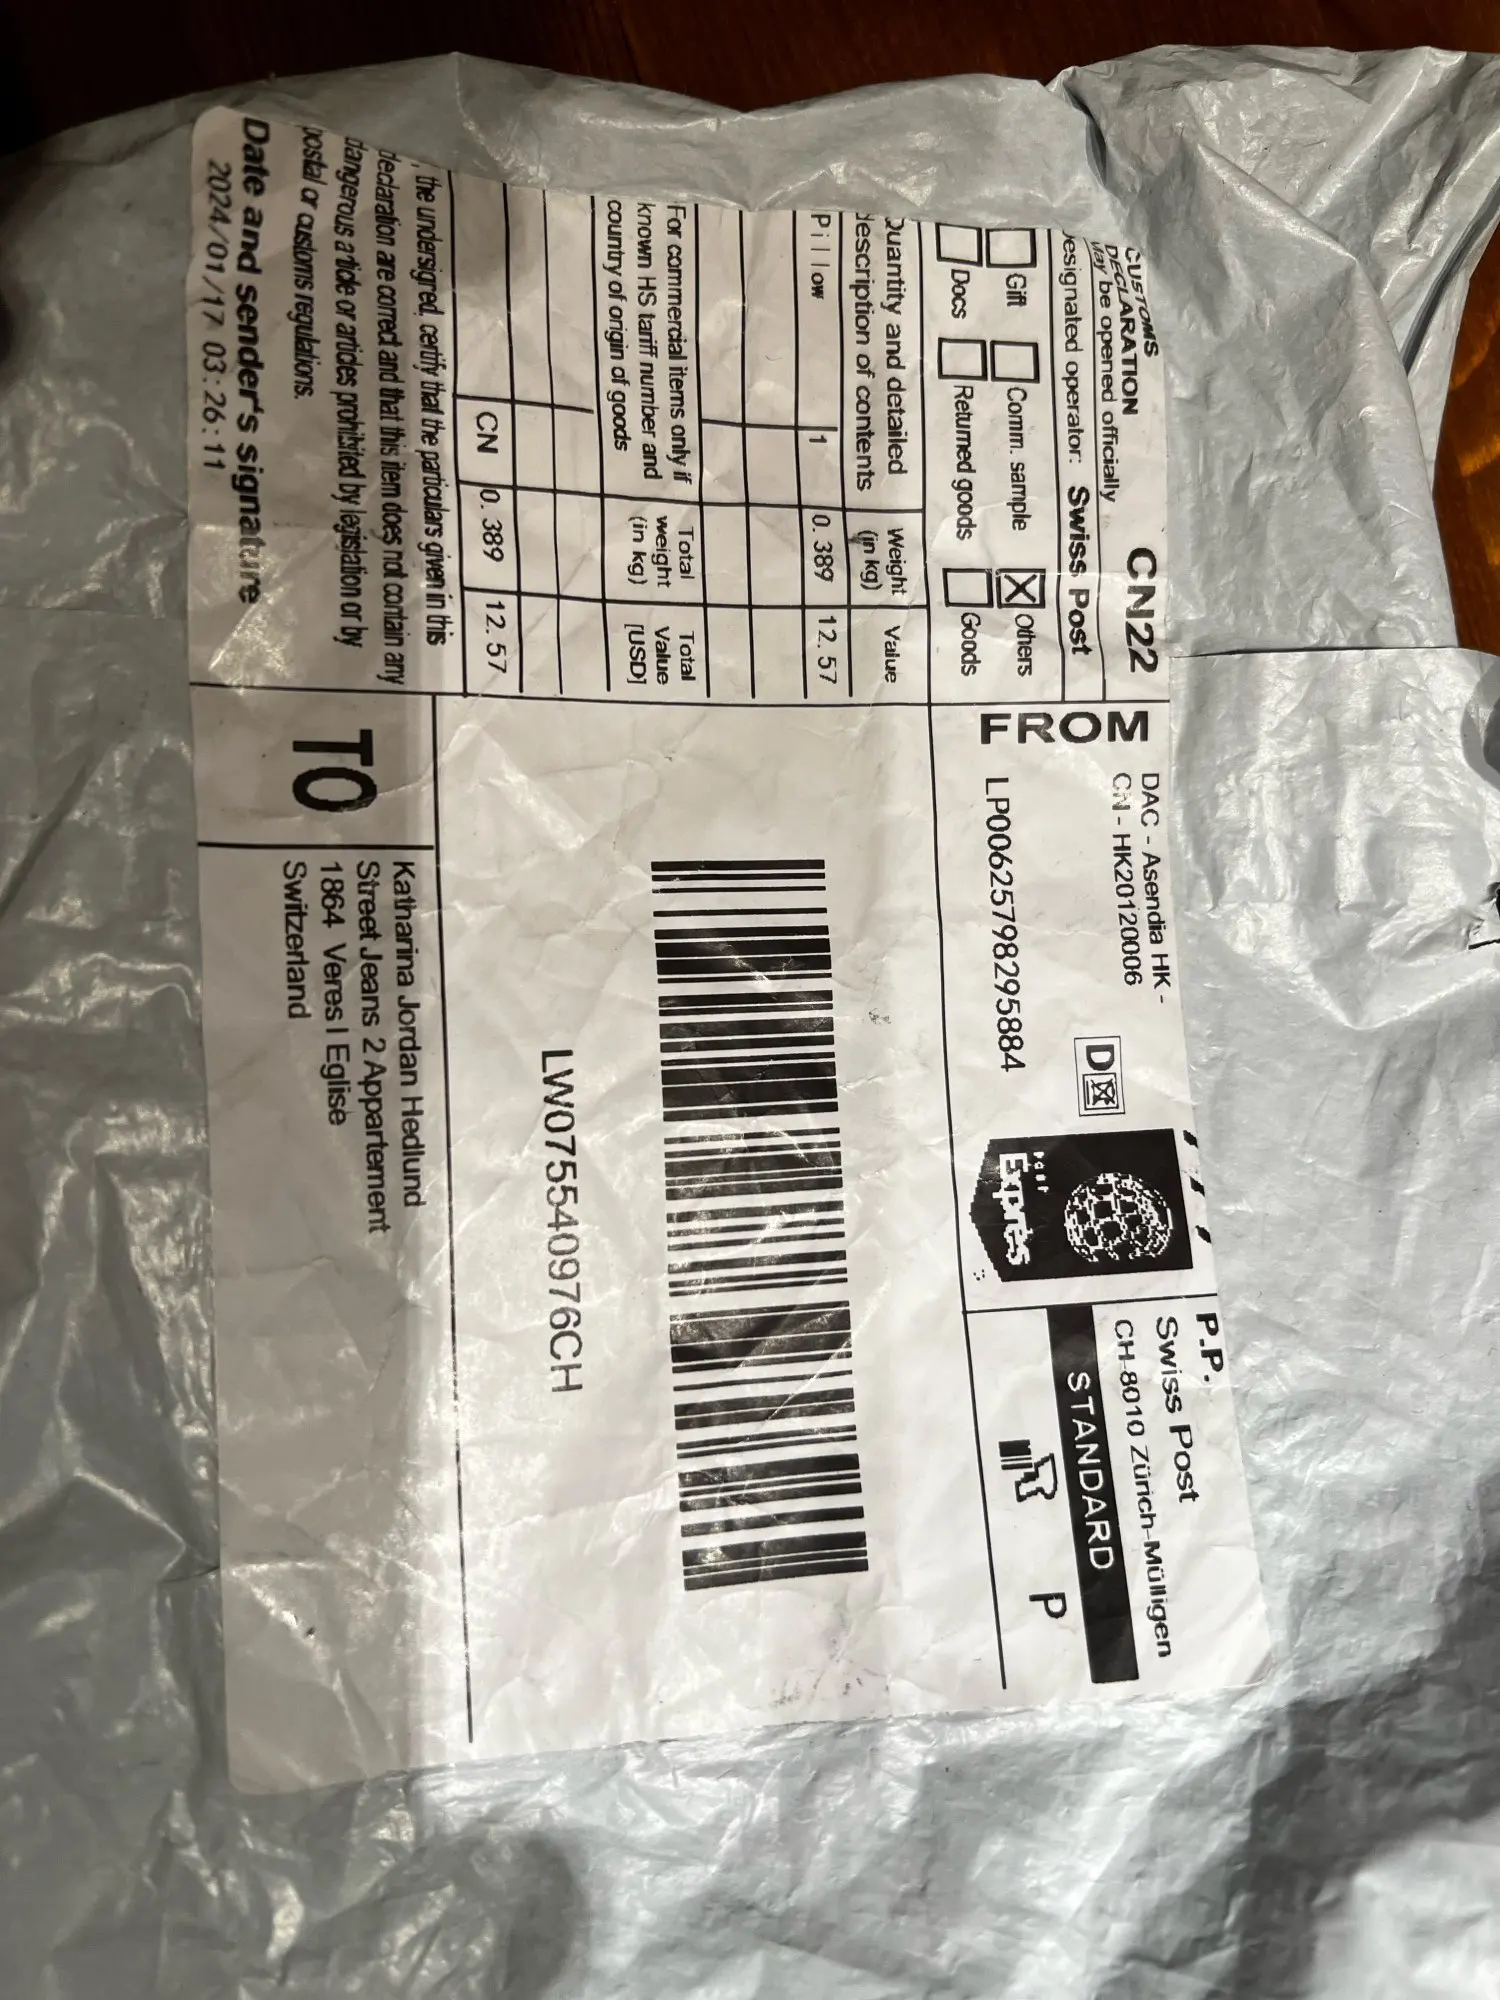 CUSTOMS
DECLARATION
May be opened officially
CN22
esignated operator: Swiss Post
Gift
Comm. sample
Others
Docs
Returned goods
Goods
Quantity and detailed
description of contents
Weight
(in kg)
Value
Pillow
1
0.389
12.57
For commercial items only if
known HS tariff number and
country of origin of goods
Total
weight
(in kg)
Total
Value
[USD]
CN
0.389
12.57
, the undersigned, certify that the particulars given in this
declaration are correct and that this item does not contain any
dangerous article or articles prohibited by legislation or by
postal or customs regulations.
Date and sender's signature
2024/01/17 03:26:11
FROM
DAC - Asendia HK -
CN - HK20120006
LP00625798295884
D
Exprès
P.P.
Swiss Post
CH-8010 Zürich-Mülligen
STANDARD
P
LW075540976CH
TO
Katharina Jordan Hedlund
Street Jeans 2 Appartement
1864 Veres l Eglise
Switzerland